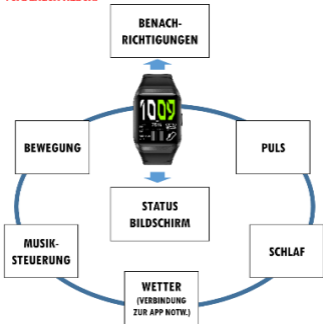 BENACH-
RICHTIGUNGEN
10:09
BEWEGUNG
PULS
STATUS
BILDSCHIRM
MUSIK-
STEUERUNG
SCHLAF
WETTER
(VERBINDUNG
ZUR APP NOTW.)